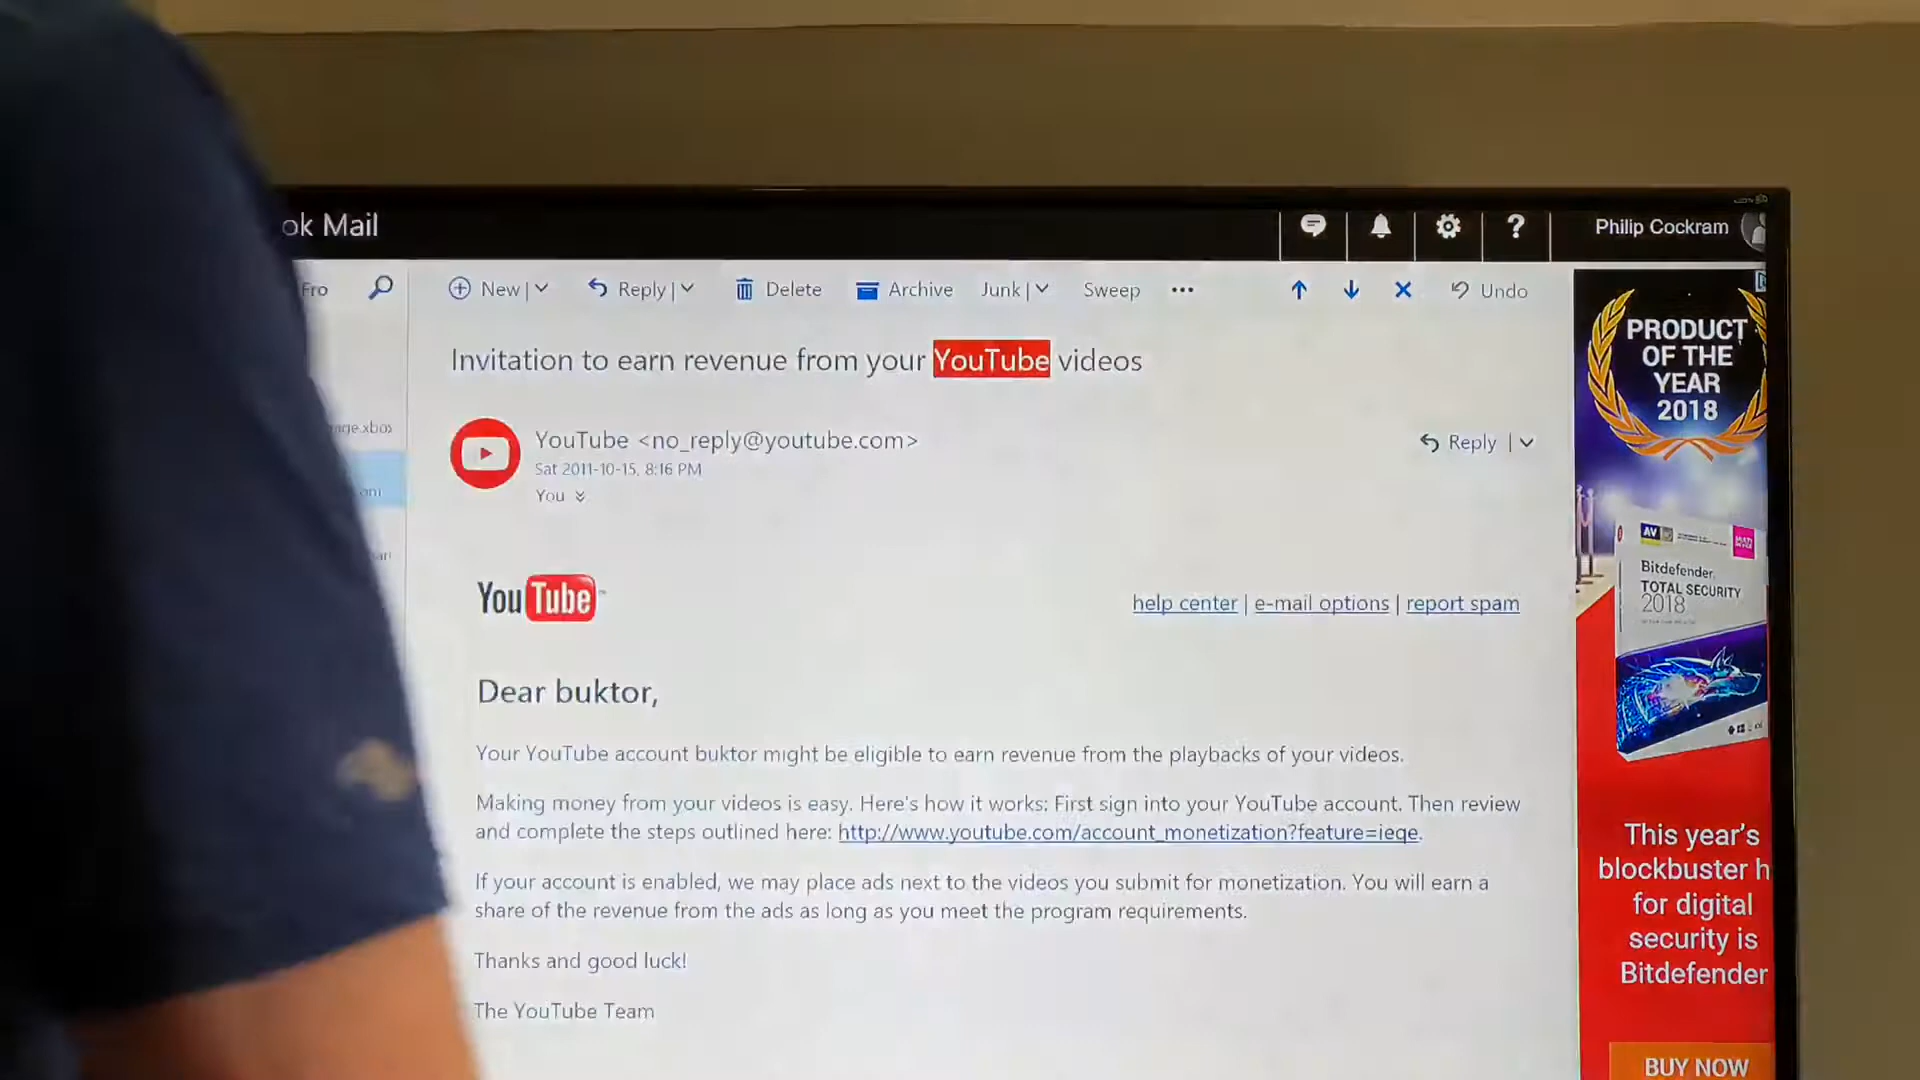 ok Mail
Philip Cockram
Fro
New
Reply
Delete
Archive
Junk
Sweep
Undo
Invitation to earn revenue from your YouTube videos
YouTube <no_reply@youtube.com>
Sat 2011-10-15, 8:16 PM
You
Reply
YouTube
help center | e-mail options | report spam
Dear buktor,
Your YouTube account buktor might be eligible to earn revenue from the playbacks of your videos.
Making money from your videos is easy. Here's how it works: First sign into your YouTube account. Then review
and complete the steps outlined here: http://www.youtube.com/account_monetization?feature=ieqe.
If your account is enabled, we may place ads next to the videos you submit for monetization. You will earn a
share of the revenue from the ads as long as you meet the program requirements.
Thanks and good luck!
The YouTube Team
PRODUCT
OF THE
YEAR
2018
AV
Bitdefender
TOTAL SECURITY
2018
This year's
blockbuster h
for digital
security is
Bitdefender
BUY NOW